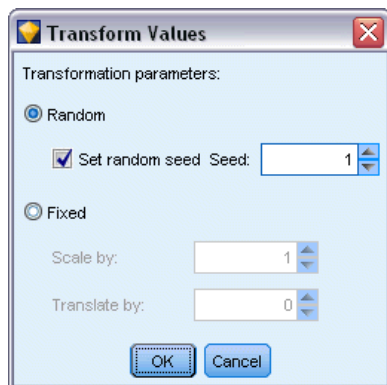 Transform Values
Transformation parameters:
Random
Set random seed Seed: 1
Fixed
Scale by: 1
Translate by: 0
OK Cancel